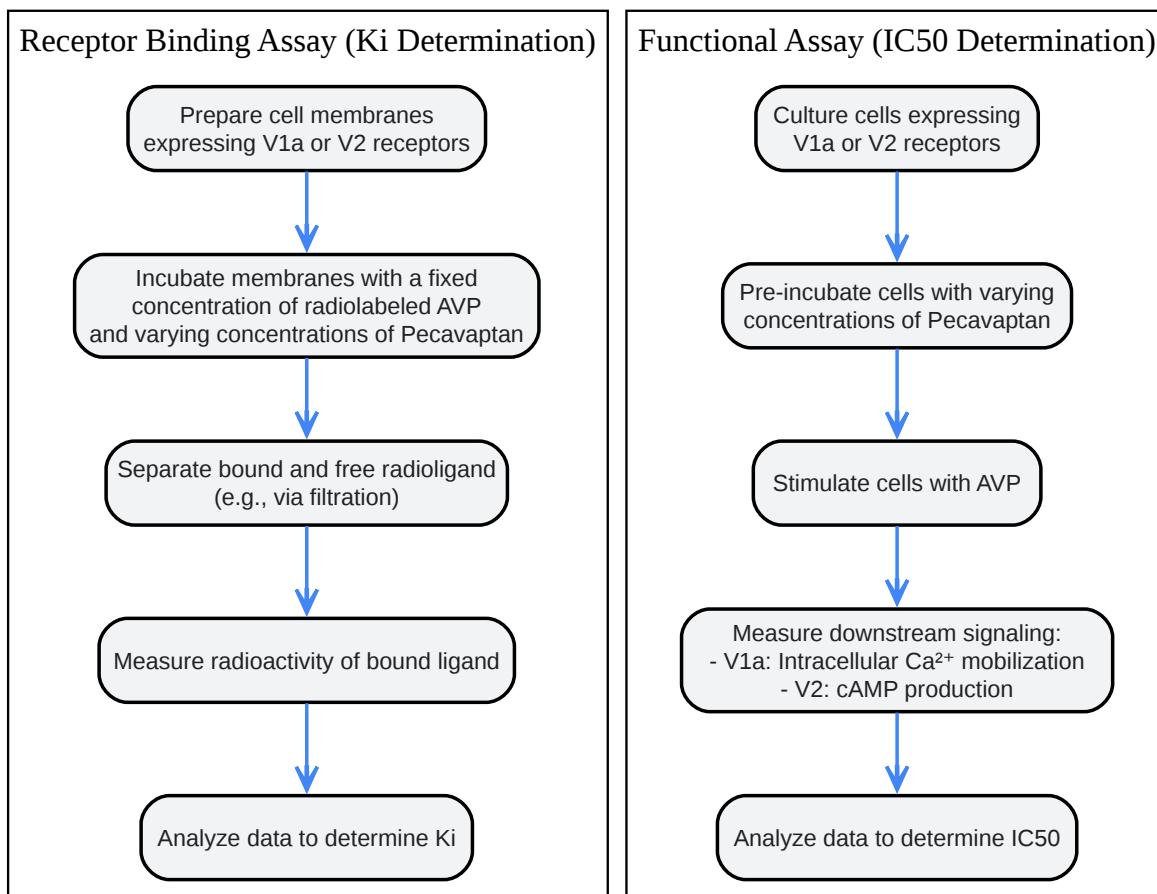 Receptor Binding Assay (Ki Determination)
Prepare cell membranes
expressing V1a or V2 receptors
Incubate membranes with a fixed
concentration of radiolabeled AVP
and varying concentrations of Pecavaptan
Separate bound and free radioligand
(e.g., via filtration)
Measure radioactivity of bound ligand
Analyze data to determine Ki
Functional Assay (IC50 Determination)
Culture cells expressing
V1a or V2 receptors
Pre-incubate cells with varying
concentrations of Pecavaptan
Stimulate cells with AVP
Measure downstream signaling:
- V1a: Intracellular Ca²⁺ mobilization
- V2: cAMP production
Analyze data to determine IC50